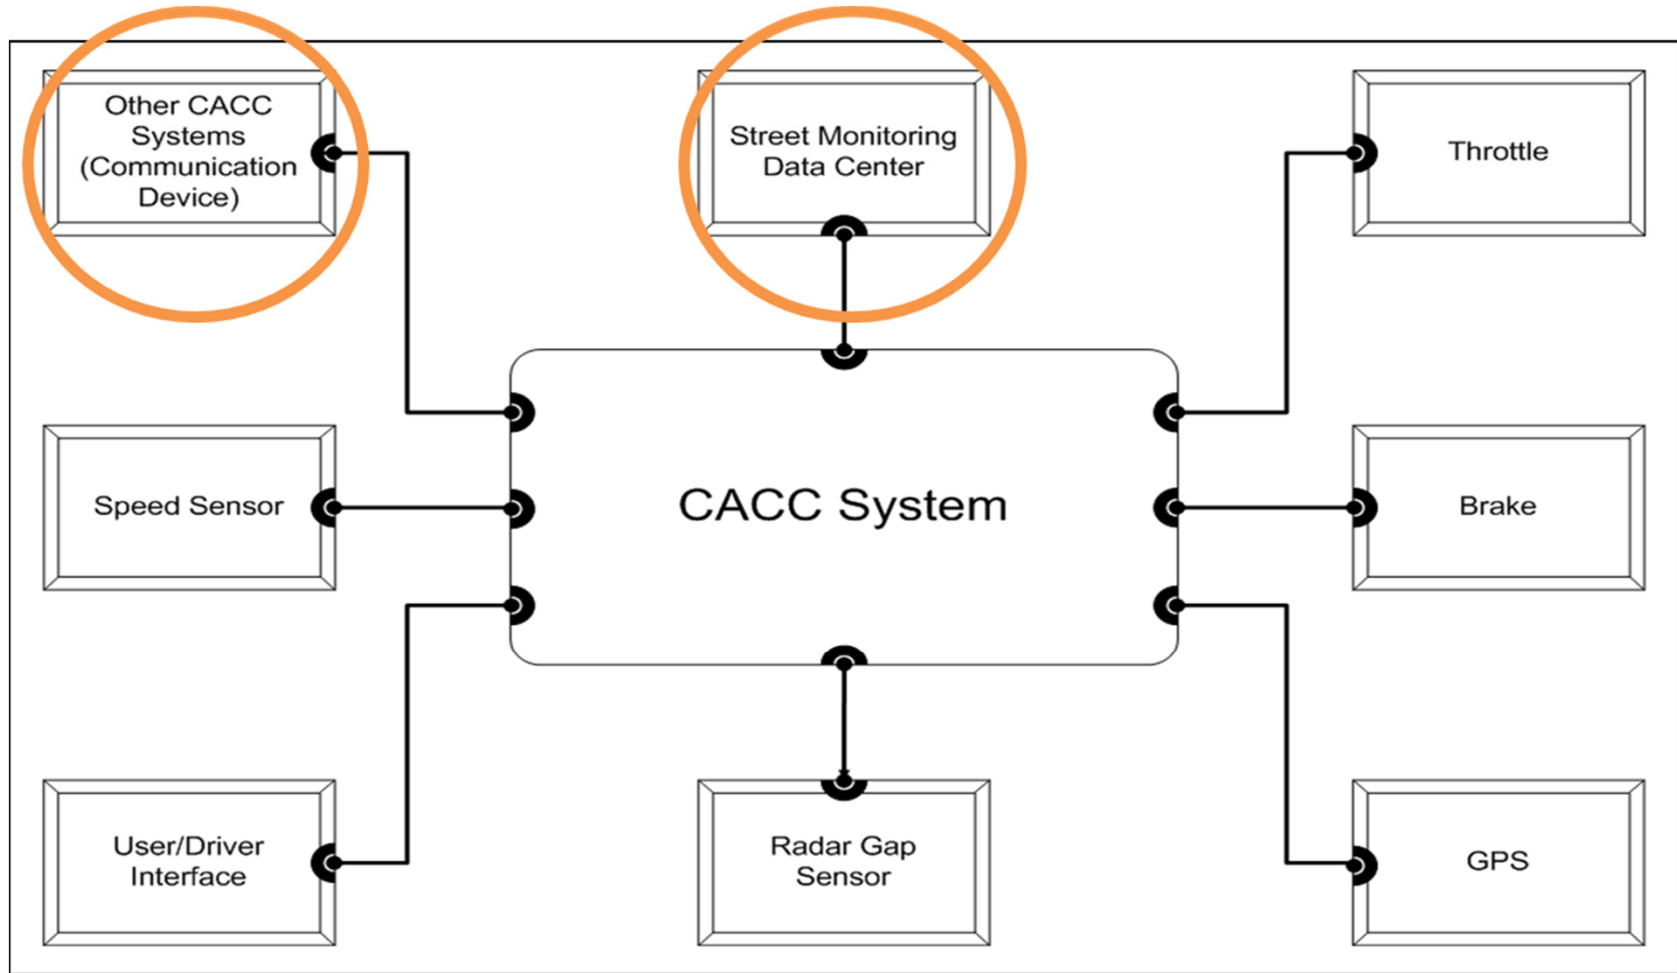 Other CACC
Systems
(Communication
Device)
Street Monitoring
Data Center
Throttle
Speed Sensor
CACC System
Brake
User/Driver
Interface
Radar Gap
Sensor
GPS